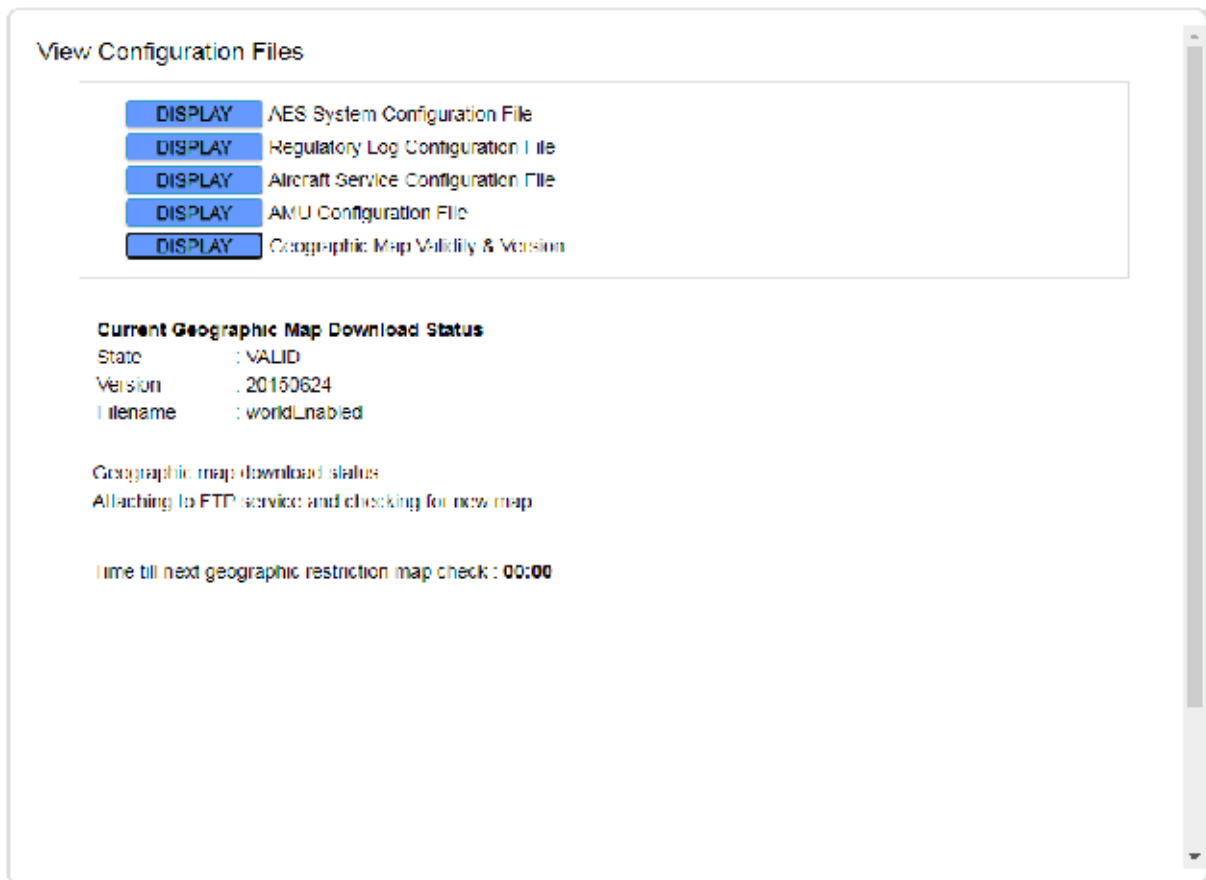 View Configuration Files
DISPLAY AES System Configuration File
DISPLAY Regulatory Log Configuration File
DISPLAY Aircraft Service Configuration File
DISPLAY AMU Configuration File
DISPLAY Geographic Map Validity & Version
Current Geographic Map Download Status
State : VALID
Version : 20150624
Filename : worldEnabled
Geographic map download status
Attaching to FTP service and checking for new map
Time till next geographic restriction map check : 00:00